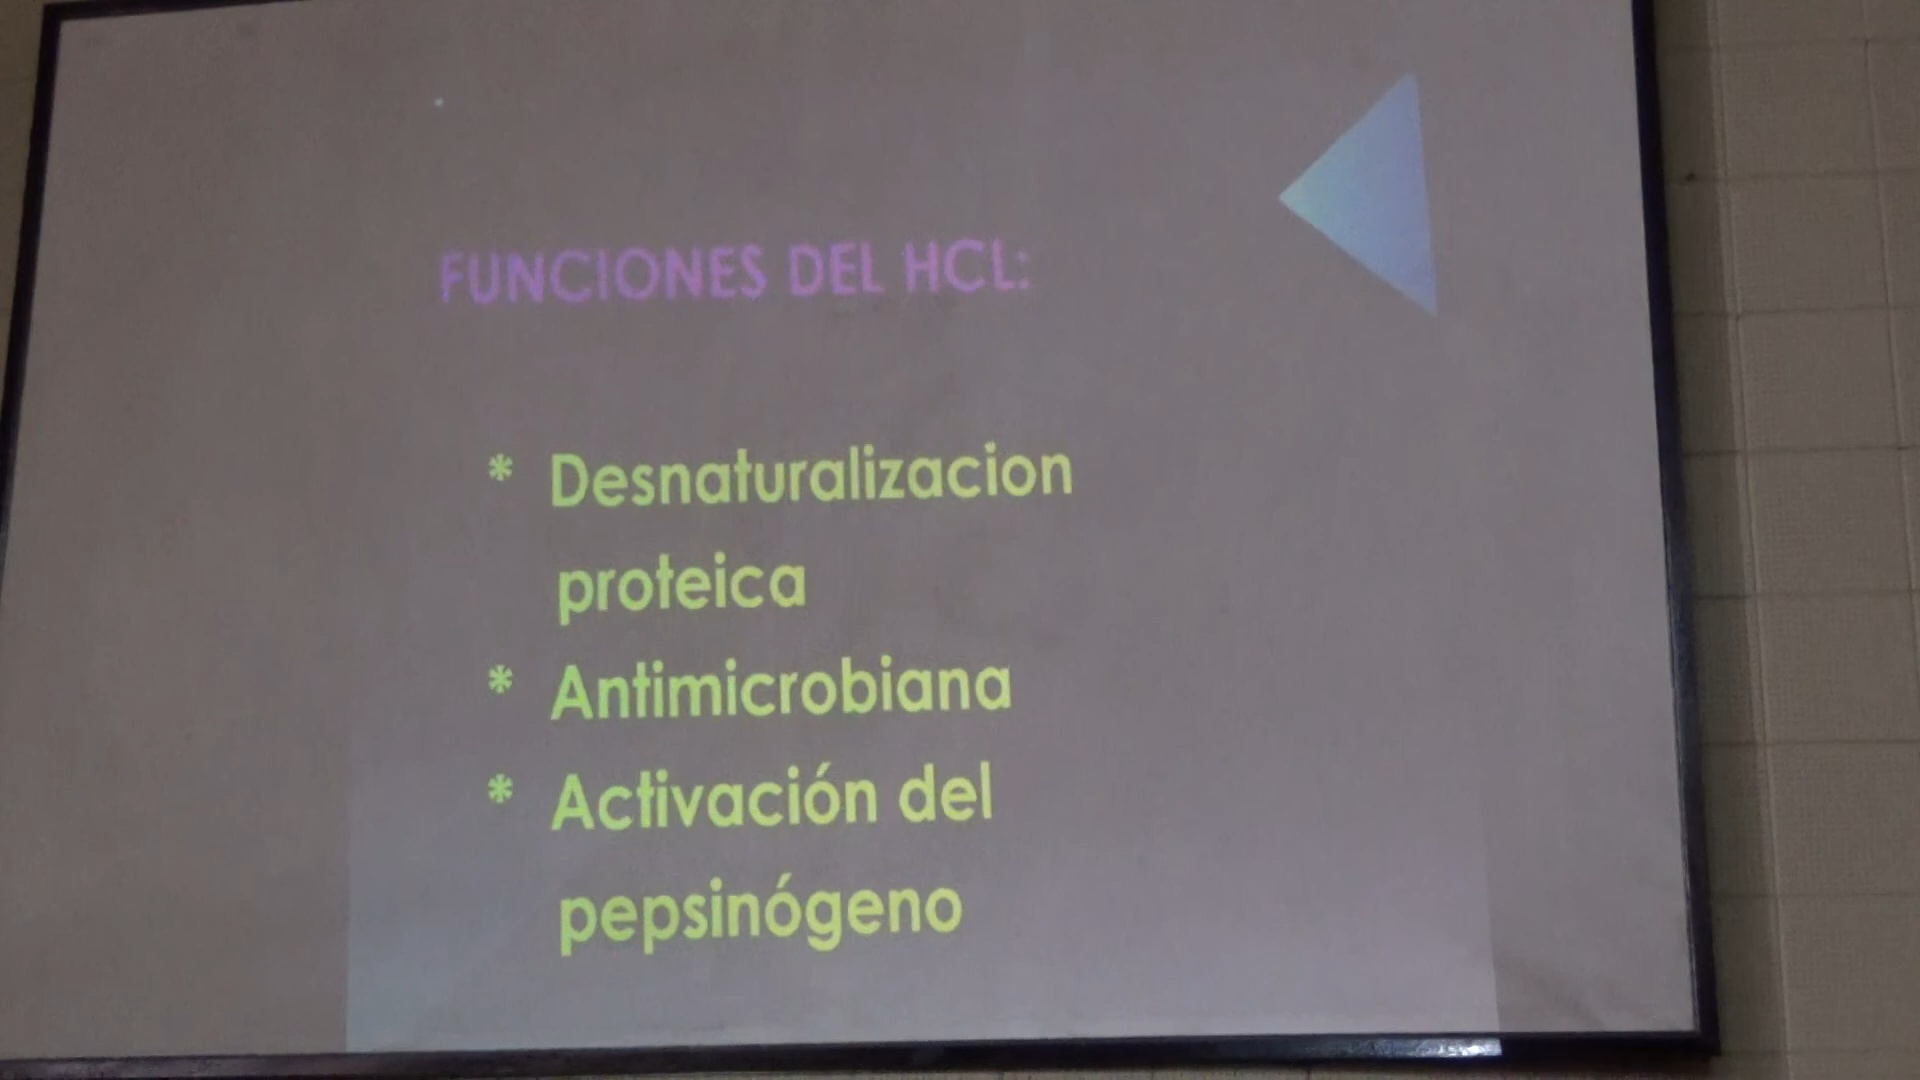 FUNCIONES DEL HCL:
* Desnaturalizacion
proteica
* Antimicrobiana
* Activación del
pepsinógeno